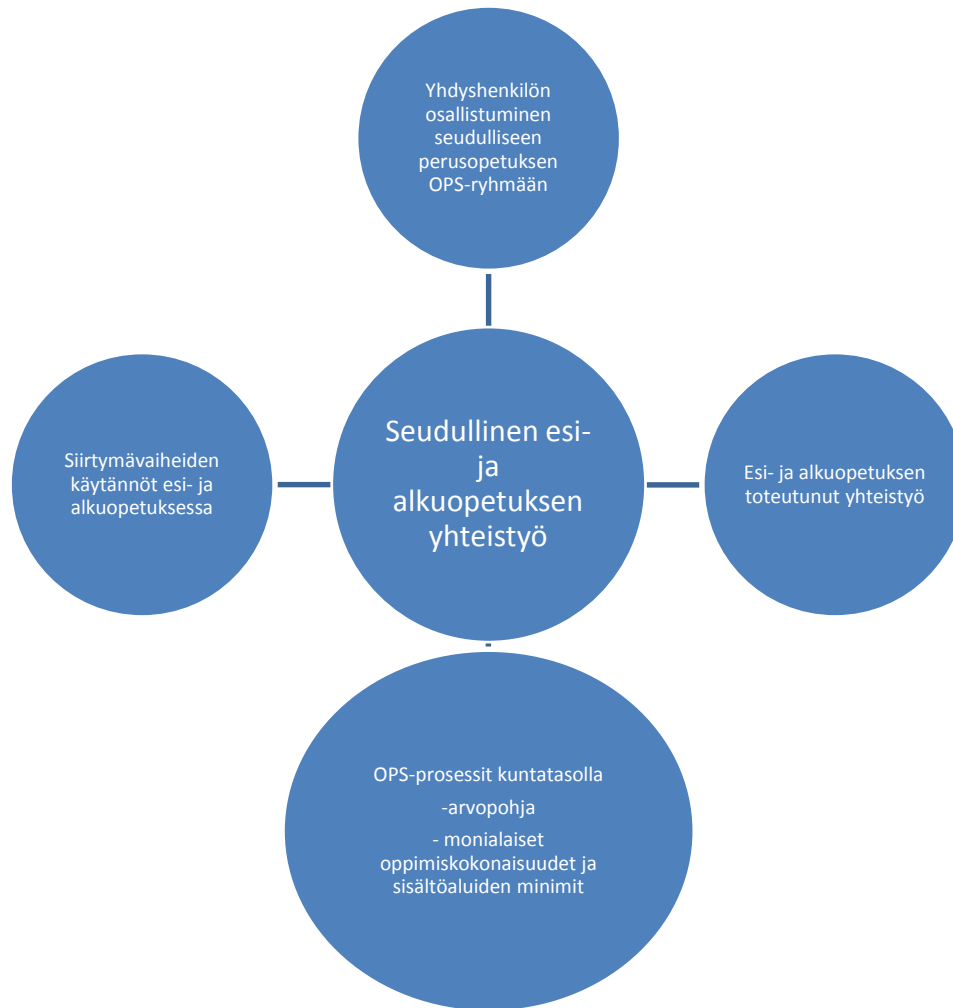 Yhdyshenkilön
osallistuminen
seudulliseen
perusopetuksen
OPS-ryhmään
Siirtymävaiheiden
käytännöt esi- ja
alkuopetuksessa
Seudullinen esi-
ja
alkuopetuksen
yhteistyö
Esi- ja alkuopetuksen
toteutunut yhteistyö
OPS-prosessit kuntatasolla
-arvopohja
- monialaiset
oppimiskokonaisuudet ja
sisältöaluiden minimit